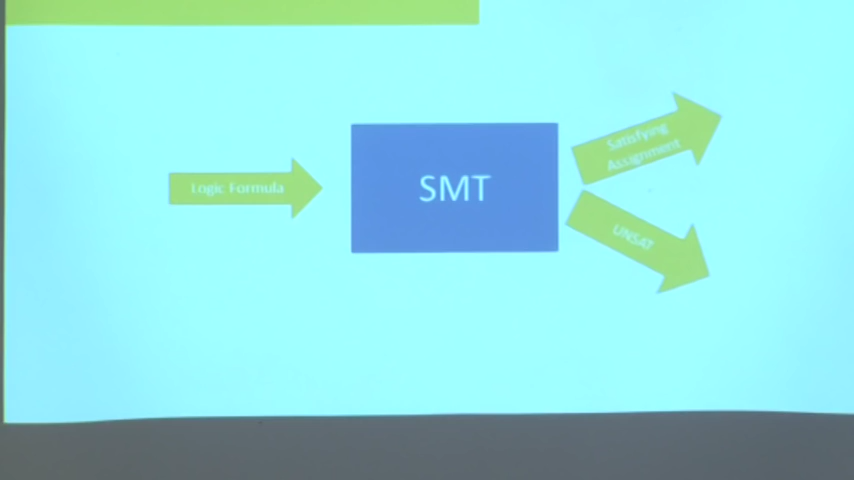 Logic Formula
SMT
Satisfying
Assignment
UNSAT